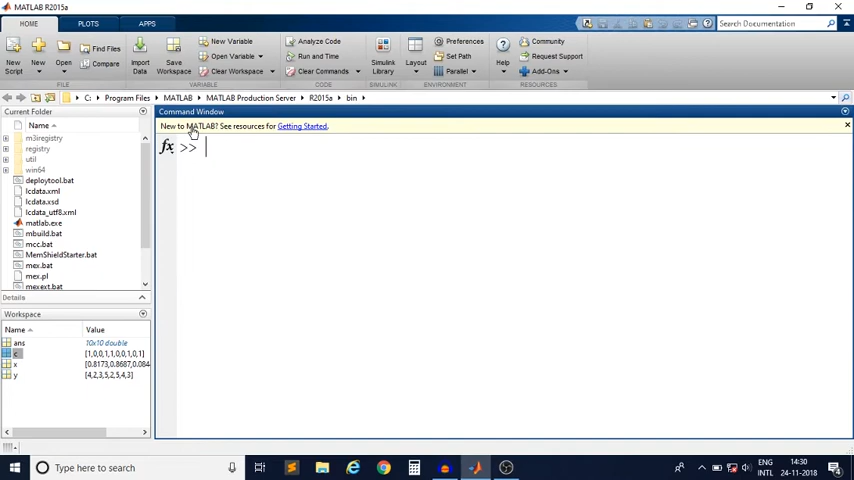 MATLAB R2015a
HOME PLOTS APPS
Search Documentation
New Script
New
Open
Find Files
Compare
FILE
Import Data
Save Workspace
New Variable
Open Variable
Clear Workspace
VARIABLE
Analyze Code
Run and Time
Clear Commands
CODE
Simulink Library
SIMULINK
Layout
Preferences
Set Path
Parallel
ENVIRONMENT
Help
Community
Request Support
Add-Ons
RESOURCES
C: Program Files MATLAB MATLAB Production Server R2015a bin
Current Folder
Name
m3iregistry
registry
util
win64
deploytool.bat
lcdata.xml
lcdata.xsd
lcdata_utf8.xml
matlab.exe
mbuild.bat
mcc.bat
MemShieldStarter.bat
mex.bat
mex.pl
mexext.bat
Details
Workspace
Name Value
ans 10x10 double
c [1,0,0,1,1,0,0,1,0,1]
x [0.8173,0.8687,0.084
y [4,2,3,5,2,5,4,3]
Command Window
New to MATLAB? See resources for Getting Started.
fx >>
Type here to search
ENG
INTL
14:30
24-11-2018
4